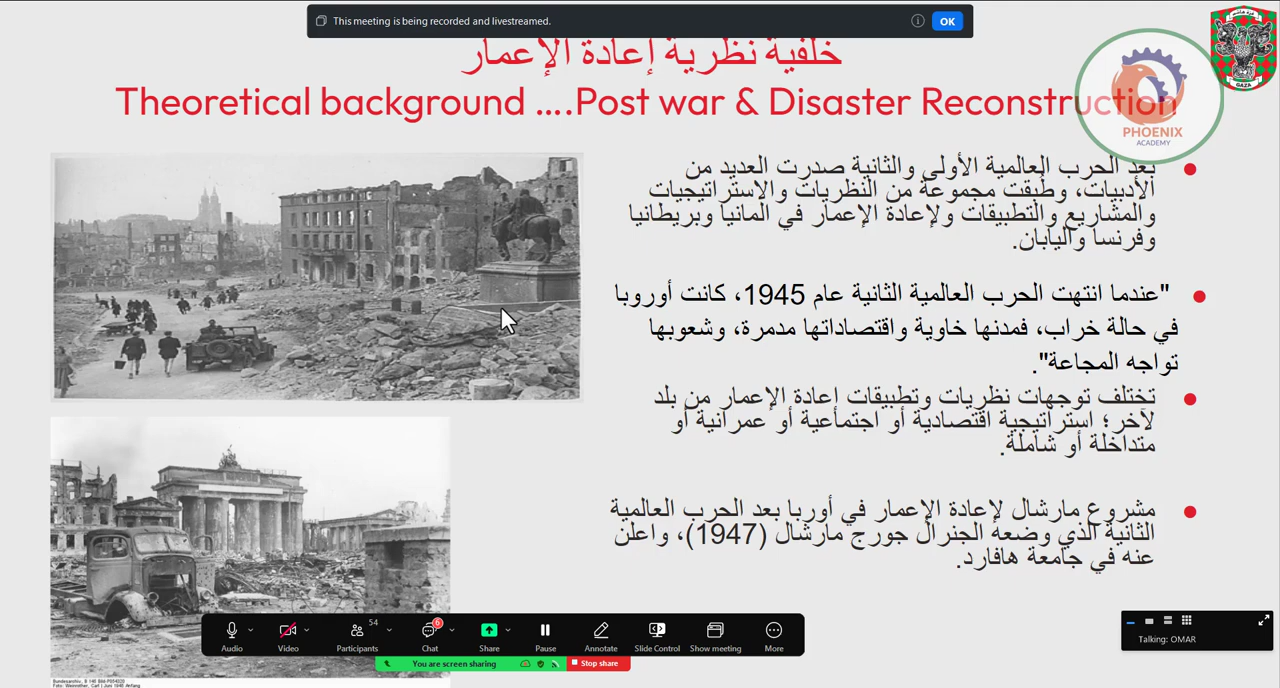 This meeting is being recorded and livestreamed.
OK
خلفية نظرية إعادة الإعمار
Theoretical background ....Post war & Disaster Reconstruction
GAZA
PHOENIX
ACADEMY
بعد الحرب العالمية الأولى والثانية صدرت العديد من
الأدبيات، وطبقت مجموعة من النظريات والاستراتيجيات
والمشاريع والتطبيقات ولإعادة الإعمار في المانيا وبريطانيا
وفرنسا واليابان.
"عندما انتهت الحرب العالمية الثانية عام 1945، كانت أوروبا
في حالة خراب، فمدنها خاوية واقتصاداتها مدمرة، وشعوبها
تواجه المجاعة".
تختلف توجهات نظريات وتطبيقات إعادة الإعمار من بلد
لآخر؛ استراتيجية اقتصادية أو اجتماعية أو عمرانية أو
متداخلة أو شاملة.
مشروع مارشال لإعادة الإعمار في أوربا بعد الحرب العالمية
الثانية الذي وضعه الجنرال جورج مارشال (1947)، واعلن
عنه في جامعة هافارد.
54
6
Audio
Video
Participants
Chat
Share
Pause
Annotate
Slide Control
Show meeting
More
You are screen sharing
Stop share
Talking: OMAR